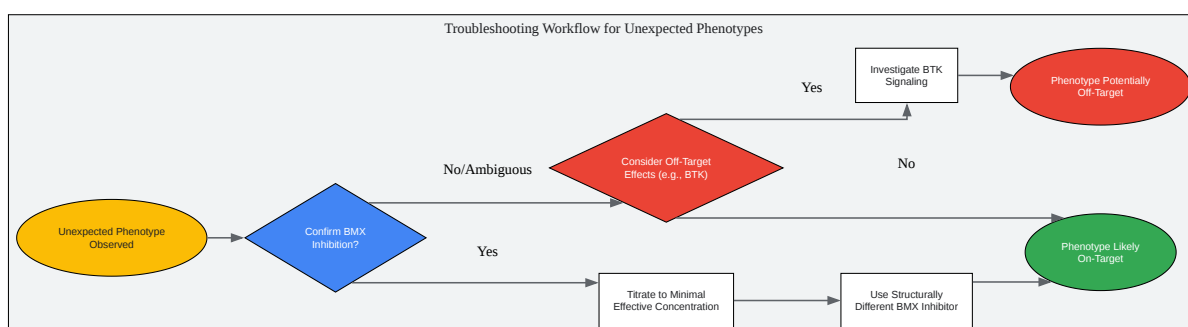 Troubleshooting Workflow for Unexpected Phenotypes
Investigate BTK
Signaling
Phenotype Potentially
Off-Target
Yes
Consider Off-Target
Effects (e.g., BTK)
No/Ambiguous
No
Unexpected Phenotype
Observed
Confirm BMX
Inhibition?
Yes
Phenotype Likely
On-Target
Titrate to Minimal
Effective Concentration
Use Structurally
Different BMX Inhibitor